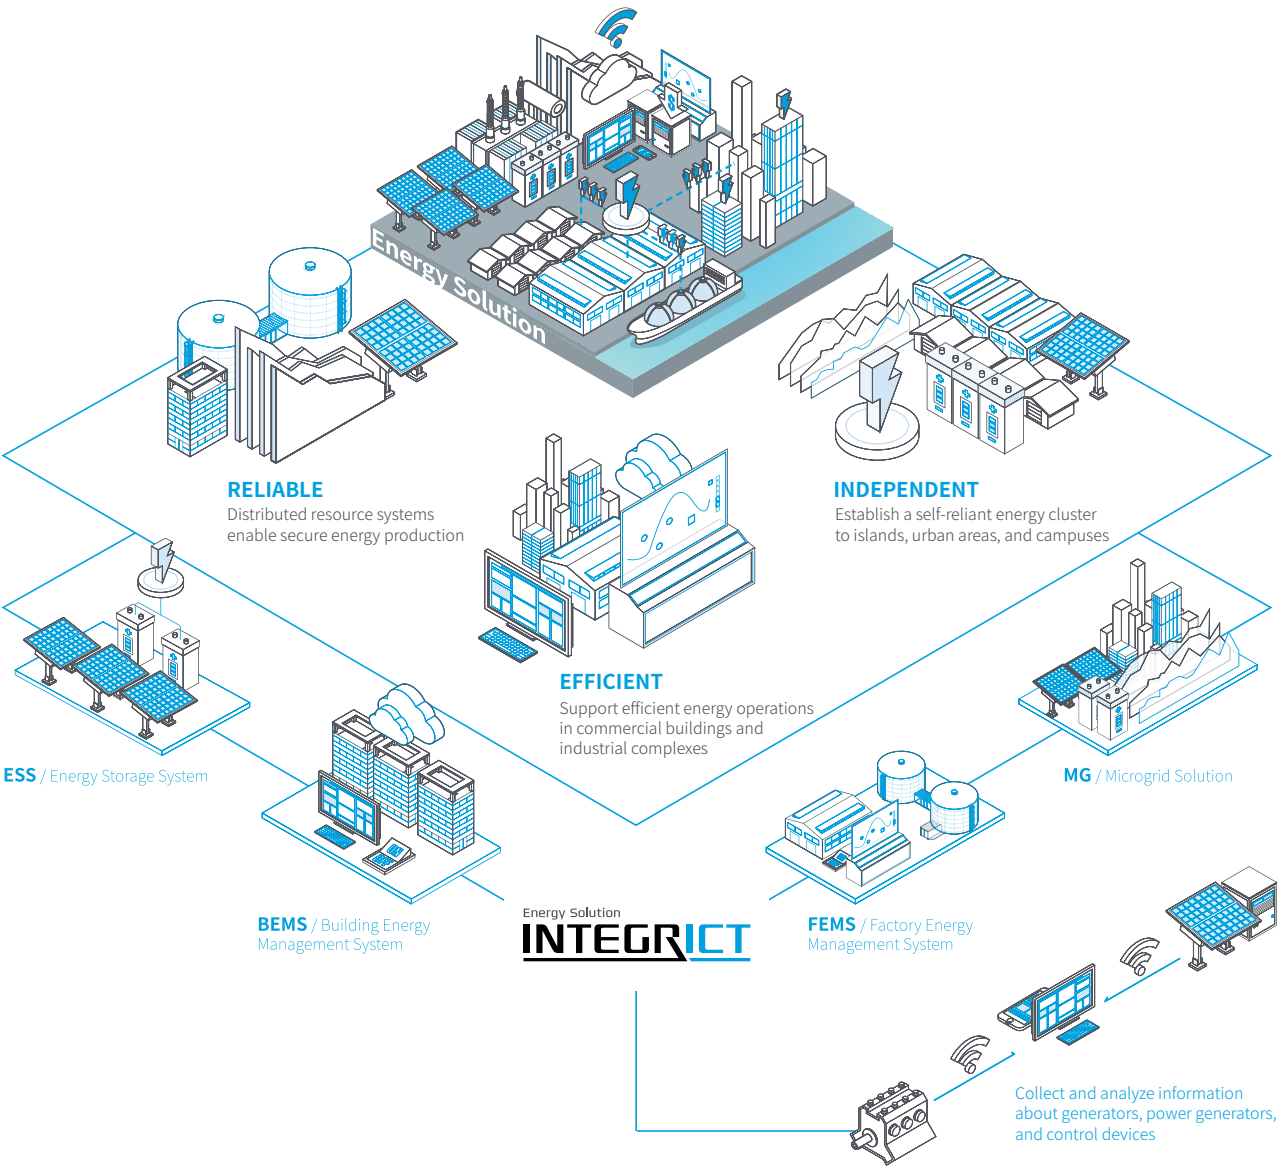 Energy Solution
RELIABLE
Distributed resource systems
enable secure energy production
INDEPENDENT
Establish a self-reliant energy cluster
to islands, urban areas, and campuses
EFFICIENT
Support efficient energy operations
in commercial buildings and
industrial complexes
ESS / Energy Storage System
MG / Microgrid Solution
BEMS / Building Energy
Management System
FEMS / Factory Energy
Management System
Energy Solution
INTEGRICT
Collect and analyze information
about generators, power generators,
and control devices